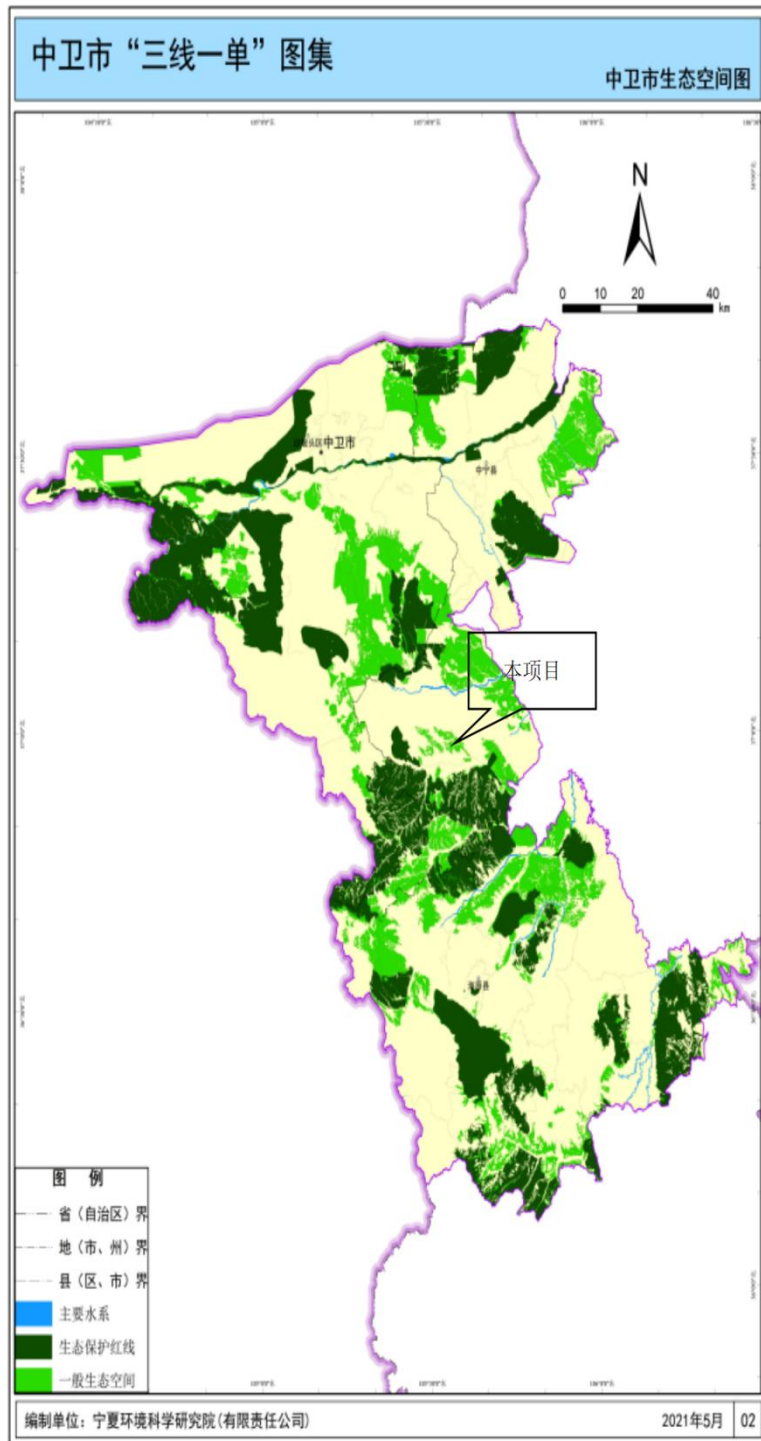 中卫市“三线一单”图集
中卫市生态空间图
N
0 10 20 40
km
中卫市
中宁县
本项目
图 例
省（自治区）界
地（市、州）界
县（区、市）界
主要水系
生态保护红线
一般生态空间
编制单位：宁夏环境科学研究院(有限责任公司)
2021年5月
02